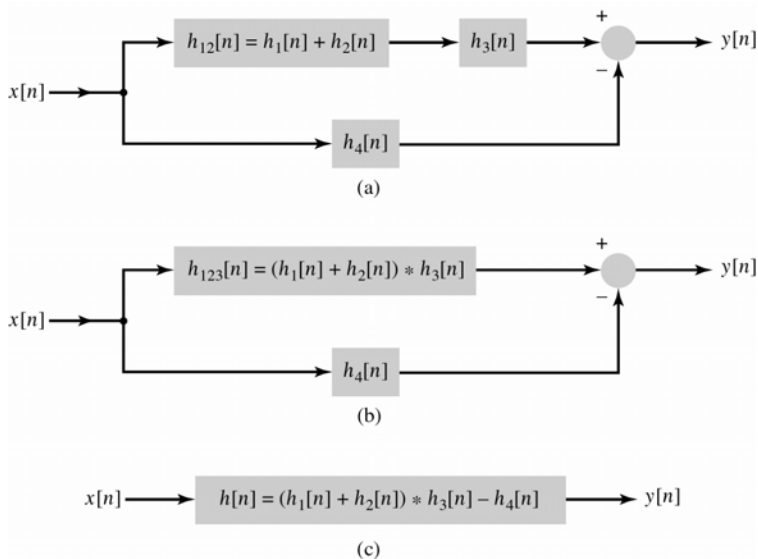 +
h₁₂[n] = h₁[n] + h₂[n]
h₃[n]
y[n]
x[n]
−
h₄[n]
(a)
+
h₁₂₃[n] = (h₁[n] + h₂[n]) ∗ h₃[n]
y[n]
−
x[n]
h₄[n]
(b)
x[n]
h[n] = (h₁[n] + h₂[n]) ∗ h₃[n] − h₄[n]
y[n]
(c)